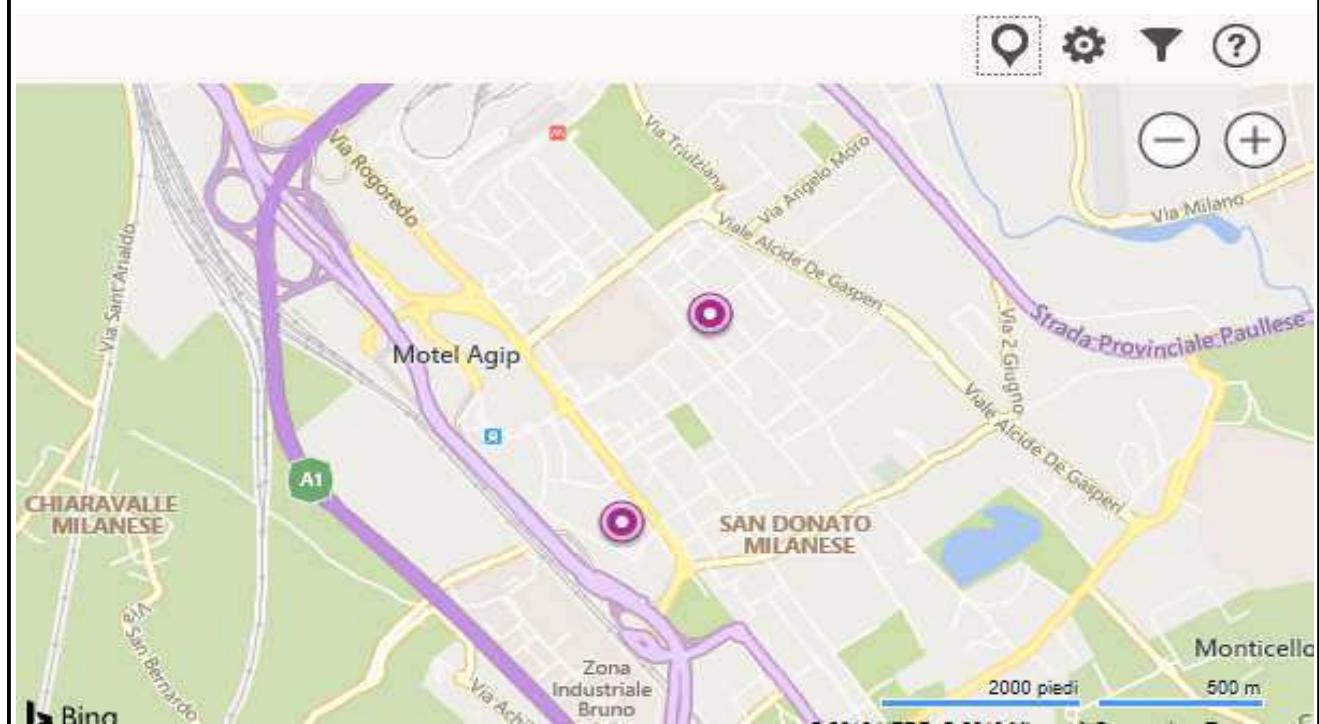 ?
Via Rogoredo
Via Triulziana
Via Angelo Moro
Via Milano
Viale Alcide De Gasperi
Via Sant'Arialdo
Strada Provinciale Paullese
Via 2 Giugno
Motel Agip
Viale Alcide De Gasperi
A1
CHIARAVALLE
MILANESE
SAN DONATO
MILANESE
Via San Bernardo
Monticello
Zona
Industriale
Bruno
Via
2000 piedi
500 m
Bing